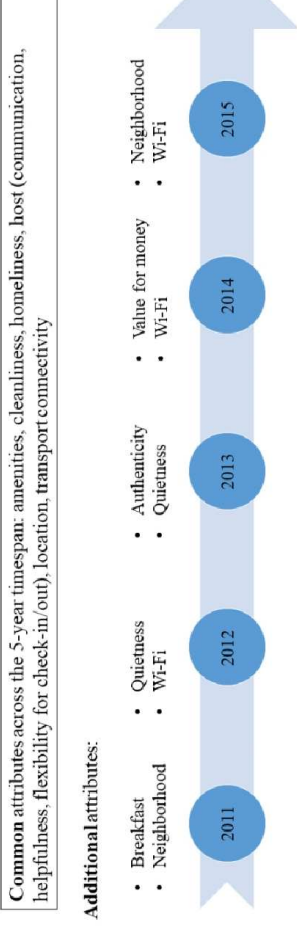 Common attributes across the 5-year timespan: amenities, cleanliness, homeliness, host (communication,
helpfulness, flexibility for check-in/out), location, transport connectivity
Additional attributes:
• Breakfast
• Neighborhood
• Quietness
• Wi-Fi
• Authenticity
• Quietness
• Value for money
• Wi-Fi
• Neighborhood
• Wi-Fi
2011
2012
2013
2014
2015